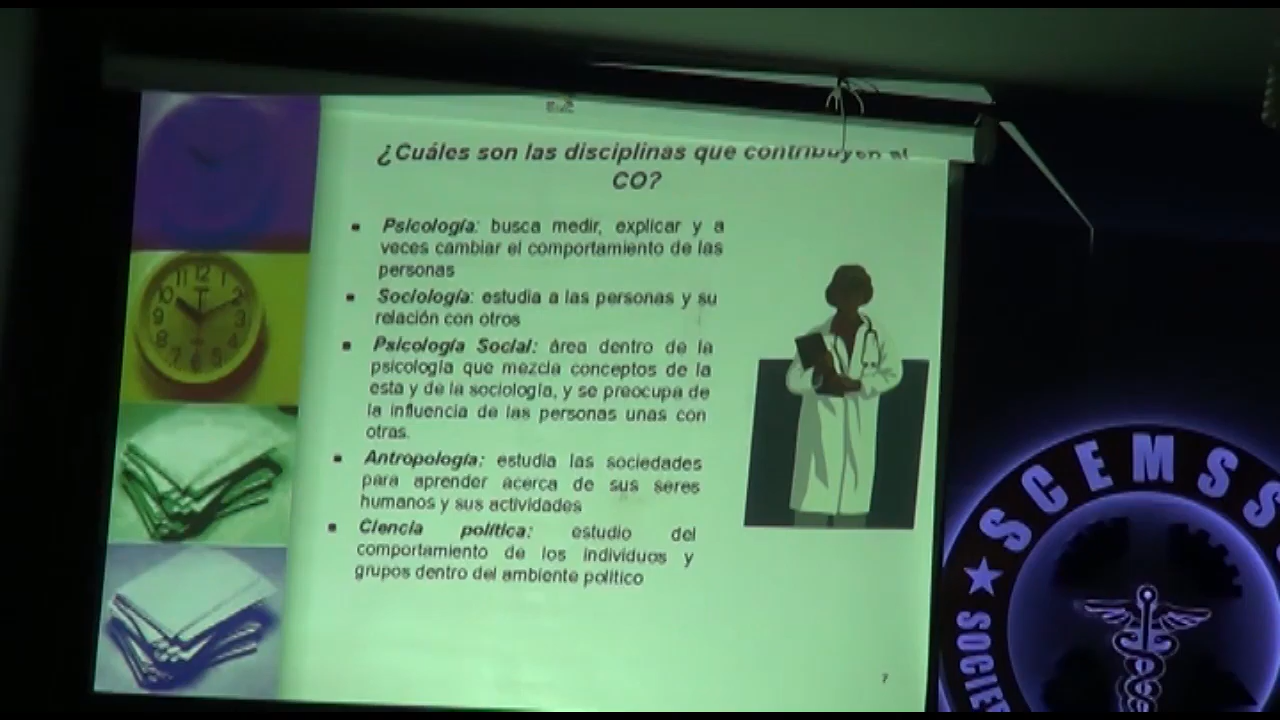 ¿Cuáles son las disciplinas que contribuyen al
CO?
Psicología: busca medir, explicar y a
veces cambiar el comportamiento de las
personas
Sociología: estudia a las personas y su
relación con otros
Psicología Social: área dentro de la
psicología que mezcla conceptos de la
esta y de la sociología, y se preocupa de
la influencia de las personas unas con
otras.
Antropología: estudia las sociedades
para aprender acerca de sus seres
humanos y sus actividades
Ciencia política: estudio del
comportamiento de los individuos y
grupos dentro del ambiente político
7
SCEMSS
SOCIE